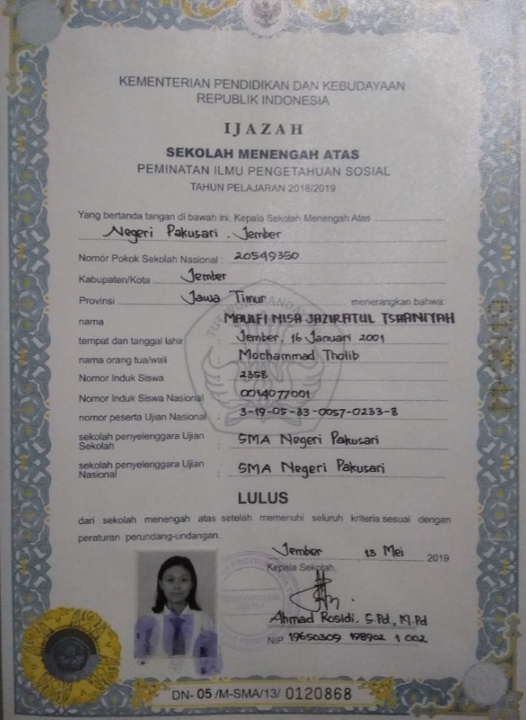 KEMENTERIAN PENDIDIKAN DAN KEBUDAYAAN
REPUBLIK INDONESIA
IJAZAH
SEKOLAH MENENGAH ATAS
PEMINATAN ILMU PENGETAHUAN SOSIAL
TAHUN PELAJARAN 2018/2019
Yang bertanda tangan di bawah ini, Kepala Sekolah Menengah Atas
Negeri Pakusari, Jember
Nomor Pokok Sekolah Nasional : 20549350
Kabupaten/Kota : Jember
Provinsi : Jawa Timur menerangkan bahwa:
nama : MAULFI NISA JAZIRATUL TSAANIYAH
tempat dan tanggal lahir : Jember, 16 Januari 2001
nama orang tua/wali : Mochammad Tholib
Nomor Induk Siswa : 2358
Nomor Induk Siswa Nasional : 0014077001
nomor peserta Ujian Nasional : 3-19-05-33-0057-0233-8
sekolah penyelenggara Ujian Sekolah : SMA Negeri Pakusari
sekolah penyelenggara Ujian Nasional : SMA Negeri Pakusari
LULUS
dari sekolah menengah atas setelah memenuhi seluruh kriteria sesuai dengan
peraturan perundang-undangan.
Jember 13 Mei 2019
Kepala Sekolah,
Ahmad Rosidi, S.Pd, M.Pd
NIP 19650309 198902 1 002
DN- 05 /M-SMA/13/ 0120868